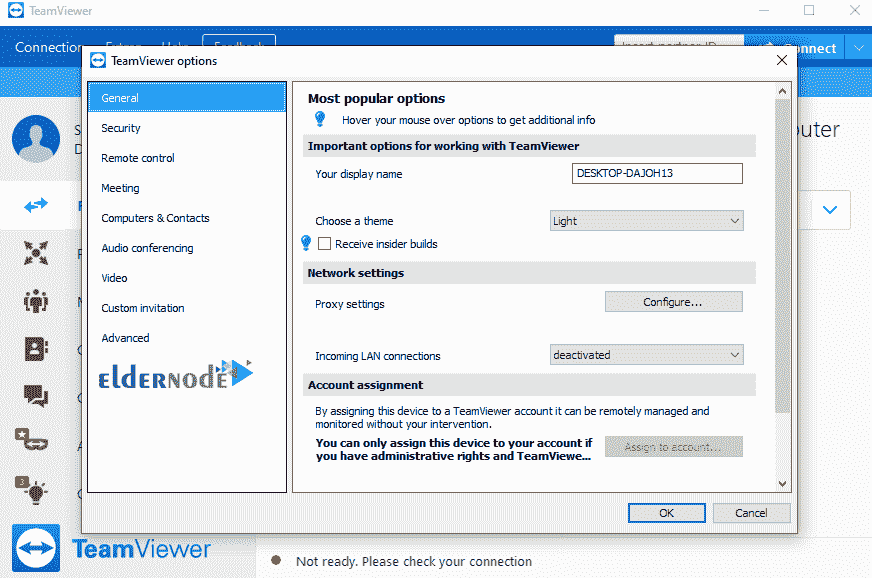 TeamViewer
Connection Extras Help Feedback Insert partner ID Connect
TeamViewer options
General
Security
Remote control
Meeting
Computers & Contacts
Audio conferencing
Video
Custom invitation
Advanced
ELDERNODE
Most popular options
Hover your mouse over options to get additional info
Important options for working with TeamViewer
Your display name DESKTOP-DAJOH13
Choose a theme Light
Receive insider builds
Network settings
Proxy settings Configure...
Incoming LAN connections deactivated
Account assignment
By assigning this device to a TeamViewer account it can be remotely managed and
monitored without your intervention.
You can only assign this device to your account if
you have administrative rights and TeamViewe...
Assign to account...
OK Cancel
uter
3
TeamViewer
Not ready. Please check your connection